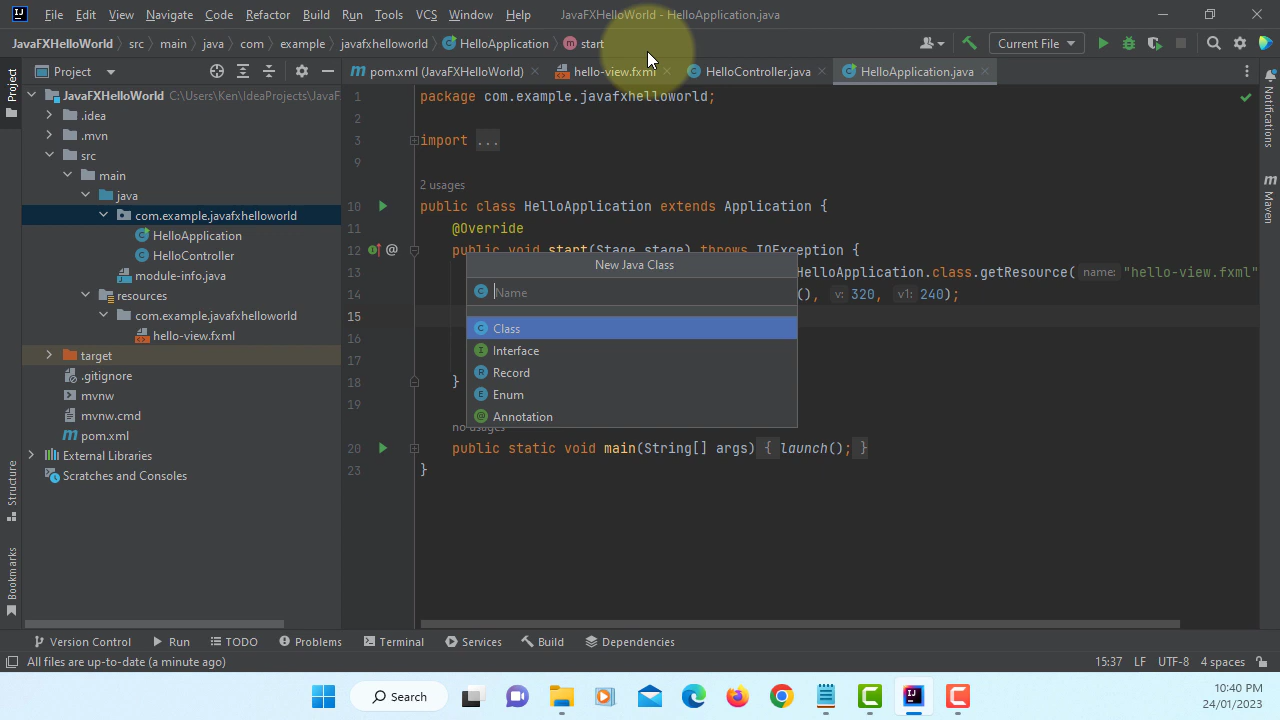 File Edit View Navigate Code Refactor Build Run Tools VCS Window Help JavaFXHelloWorld - HelloApplication.java
JavaFXHelloWorld src main java com example javafxhelloworld HelloApplication start Current File
Project
pom.xml (JavaFXHelloWorld) hello-view.fxml HelloController.java HelloApplication.java
Project
JavaFXHelloWorld C:\Users\Ken\IdeaProjects\JavaF
.idea
.mvn
src
main
java
com.example.javafxhelloworld
HelloApplication
HelloController
module-info.java
resources
com.example.javafxhelloworld
hello-view.fxml
target
.gitignore
mvnw
mvnw.cmd
pom.xml
External Libraries
Scratches and Consoles
Structure
Bookmarks
1 package com.example.javafxhelloworld;
2
3 import ...
9
2 usages
10 public class HelloApplication extends Application {
11 @Override
12 public void start(Stage stage) throws IOException {
13 HelloApplication.class.getResource( name: "hello-view.fxml"
14 (), v: 320, v1: 240);
15
16
17
18 }
19
no usages
20 public static void main(String[] args) { launch(); }
23 }
New Java Class
Name
Class
Interface
Record
Enum
Annotation
Notifications
Maven
Version Control Run TODO Problems Terminal Services Build Dependencies
All files are up-to-date (a minute ago) 15:37 LF UTF-8 4 spaces
Search
10:40 PM
24/01/2023